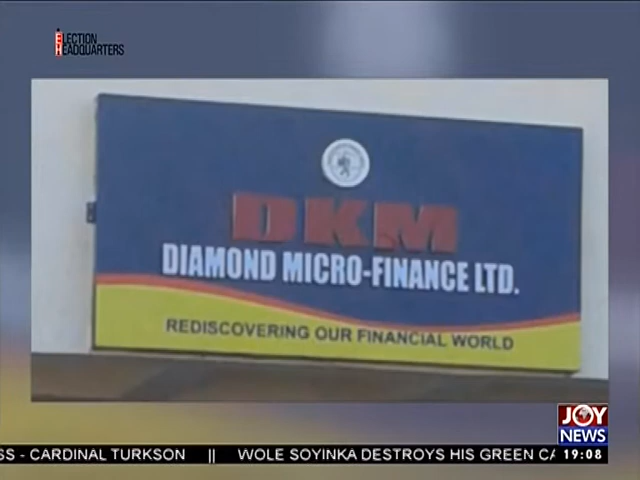 ELECTION
HEADQUARTERS
DKM
DIAMOND MICRO-FINANCE LTD.
REDISCOVERING OUR FINANCIAL WORLD
JOY
NEWS
SS - CARDINAL TURKSON || WOLE SOYINKA DESTROYS HIS GREEN CA 19:08